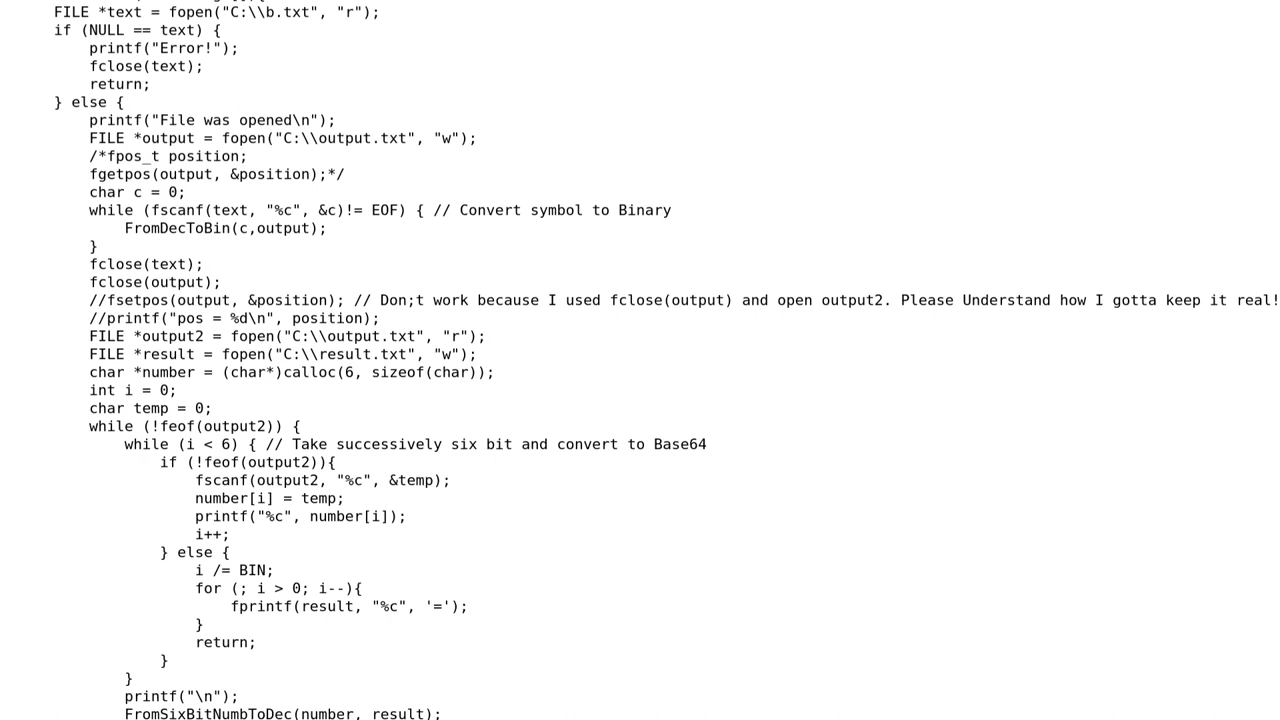 FILE *text = fopen("C:\\b.txt", "r");
if (NULL == text) {
printf("Error!");
fclose(text);
return;
} else {
printf("File was opened\n");
FILE *output = fopen("C:\\output.txt", "w");
/*fpos_t position;
fgetpos(output, &position);*/
char c = 0;
while (fscanf(text, "%c", &c)!= EOF) { // Convert symbol to Binary
FromDecToBin(c,output);
}
fclose(text);
fclose(output);
//fsetpos(output, &position); // Don;t work because I used fclose(output) and open output2. Please Understand how I gotta keep it real!
//printf("pos = %d\n", position);
FILE *output2 = fopen("C:\\output.txt", "r");
FILE *result = fopen("C:\\result.txt", "w");
char *number = (char*)calloc(6, sizeof(char));
int i = 0;
char temp = 0;
while (!feof(output2)) {
while (i < 6) { // Take successively six bit and convert to Base64
if (!feof(output2)){
fscanf(output2, "%c", &temp);
number[i] = temp;
printf("%c", number[i]);
i++;
} else {
i /= BIN;
for (; i > 0; i--){
fprintf(result, "%c", '=');
}
return;
}
}
printf("\n");
FromSixBitNumbToDec(number, result);